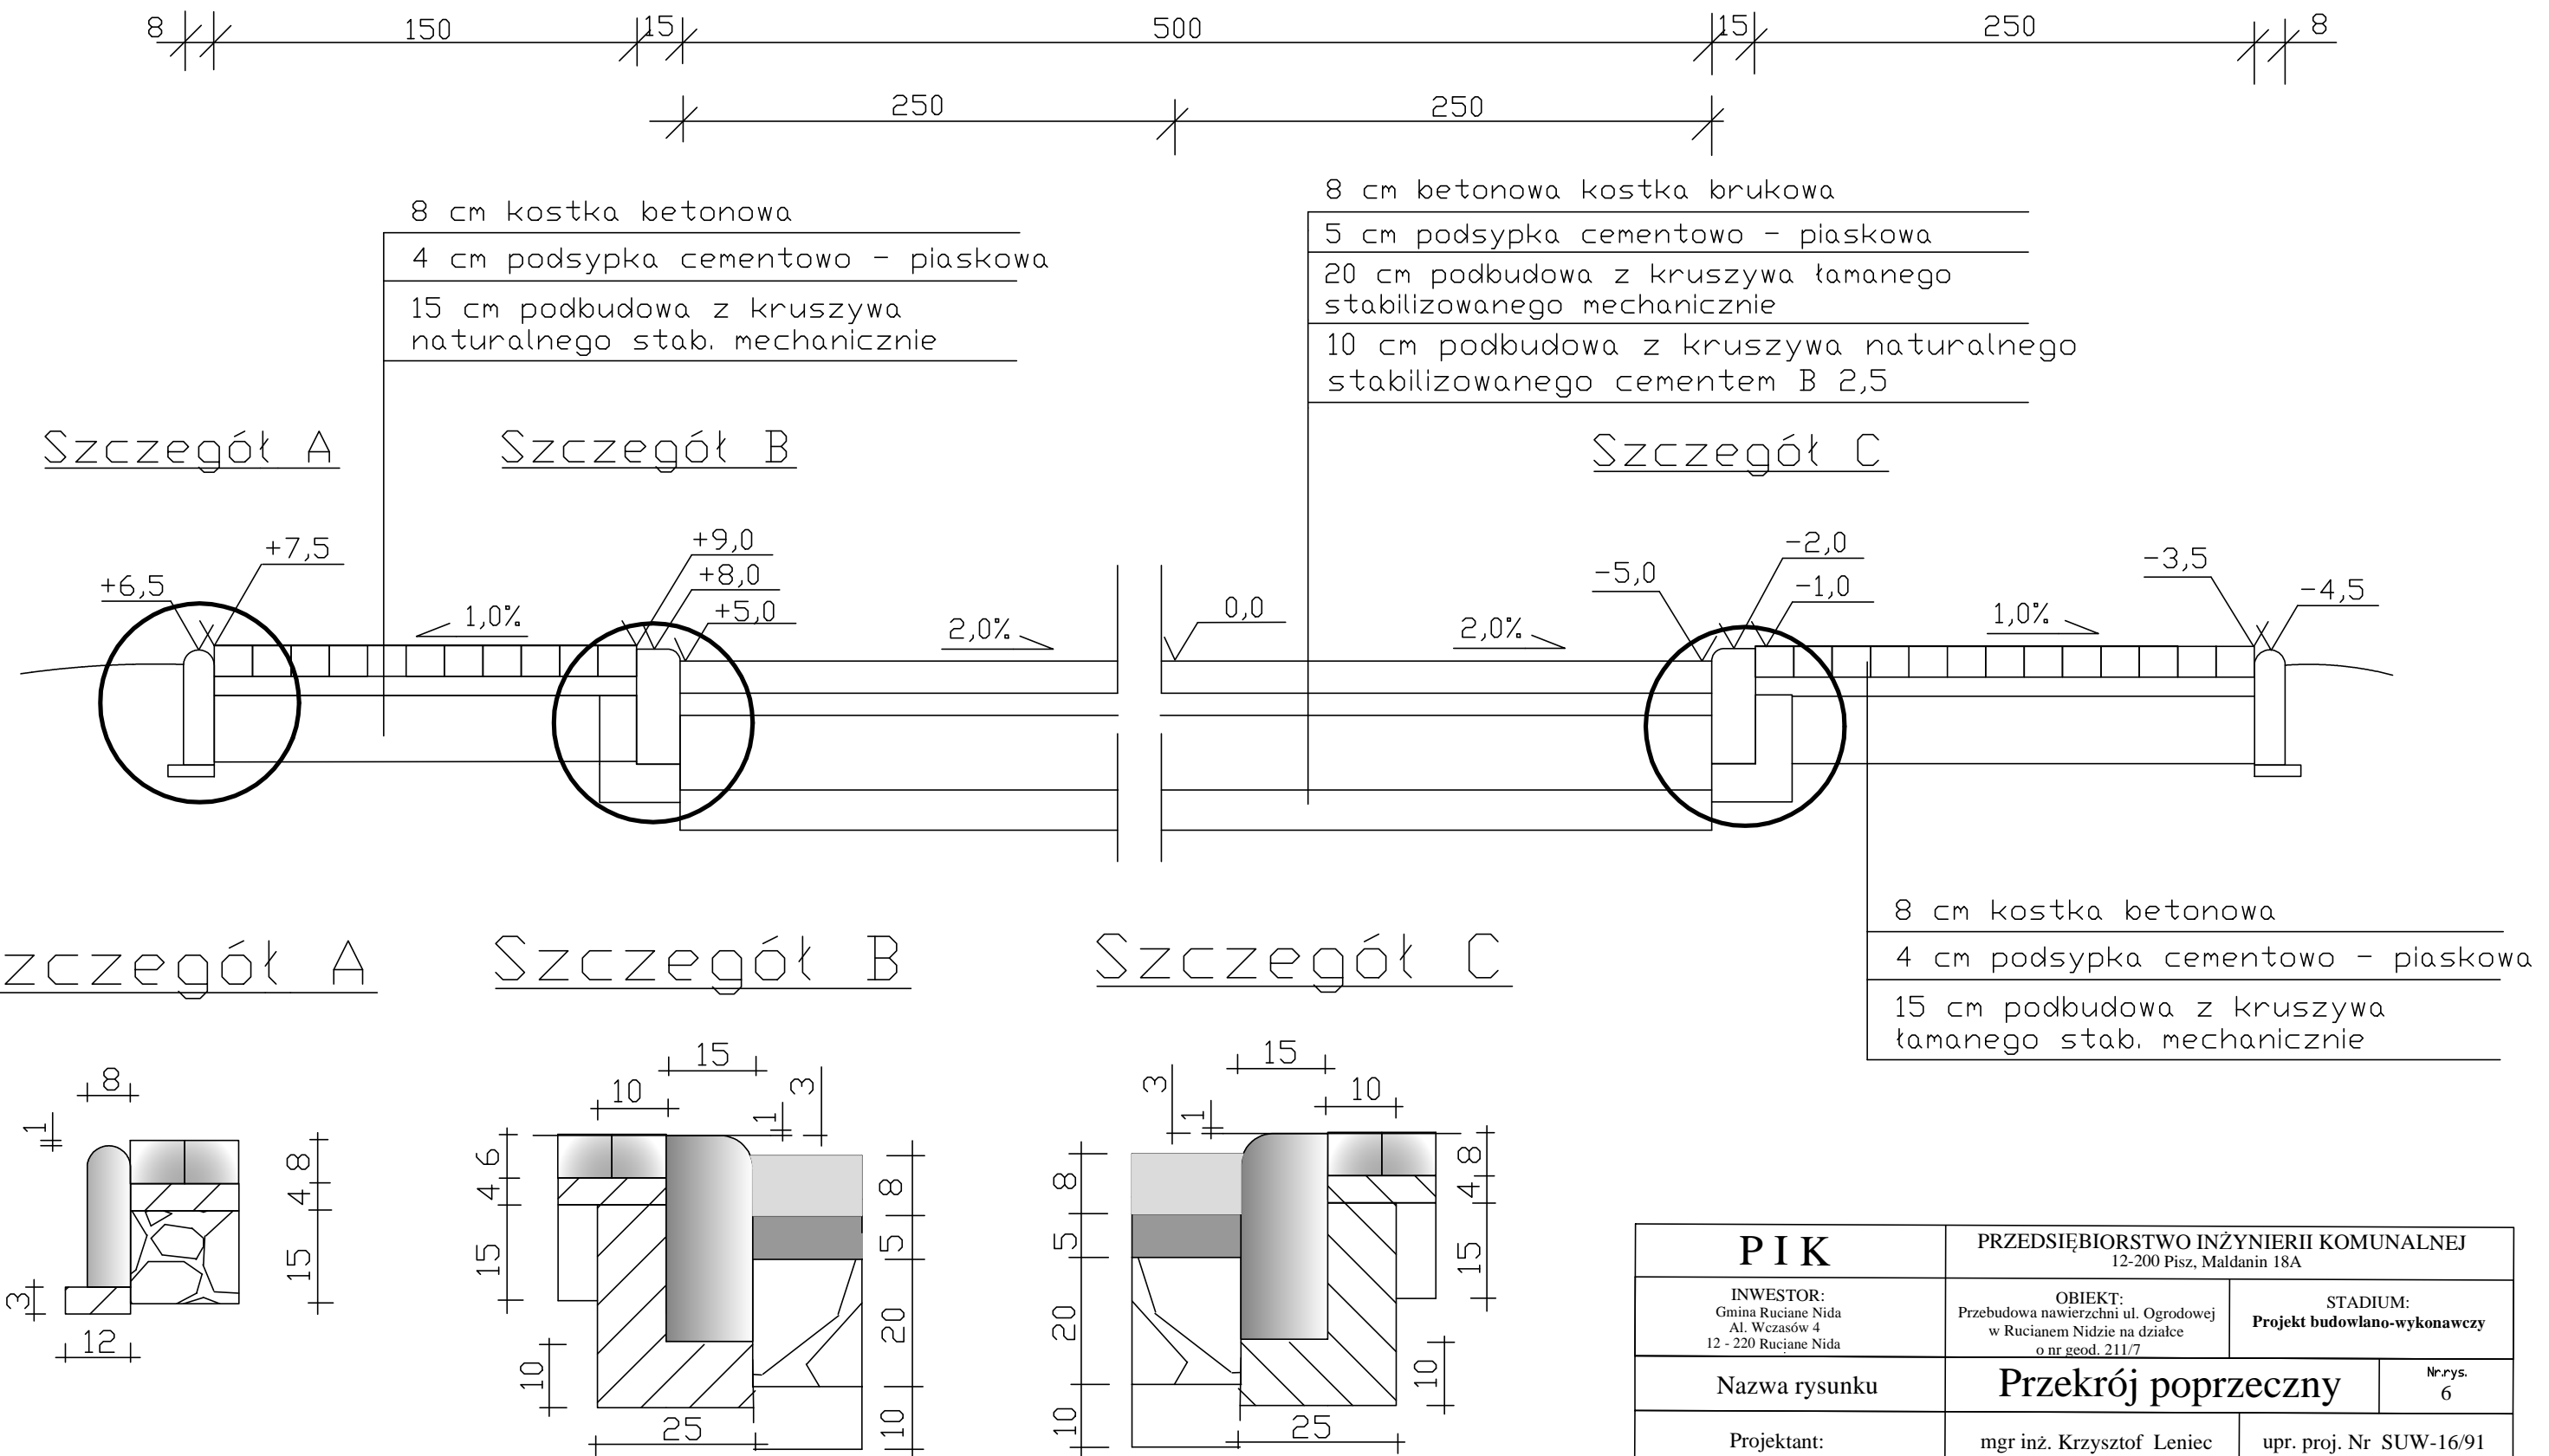 8 150 15 500 15 250 8
250 250
8 cm kostka betonowa
4 cm podsypka cementowo - piaskowa
15 cm podbudowa z kruszywa
naturalnego stab. mechanicznie
8 cm betonowa kostka brukowa
5 cm podsypka cementowo - piaskowa
20 cm podbudowa z kruszywa łamanego
stabilizowanego mechanicznie
10 cm podbudowa z kruszywa naturalnego
stabilizowanego cementem B 2,5
Szczegół A
Szczegół B
Szczegół C
+6,5
+7,5
1,0%
+9,0
+8,0
+5,0
2,0%
0,0
2,0%
-5,0
-2,0
-1,0
1,0%
-3,5
-4,5
8 cm kostka betonowa
4 cm podsypka cementowo - piaskowa
15 cm podbudowa z kruszywa
łamanego stab. mechanicznie
zczegół A
8
1
8
4
15
3
12
Szczegół B
15
10
3
1
6
4
15
10
8
5
20
10
25
Szczegół C
15
10
3
1
8
5
20
10
8
4
15
10
25
PIK
PRZEDSIĘBIORSTWO INŻYNIERII KOMUNALNEJ
12-200 Pisz, Maldanin 18A
INWESTOR:
Gmina Ruciane Nida
Al. Wczasów 4
12 - 220 Ruciane Nida
OBIEKT:
Przebudowa nawierzchni ul. Ogrodowej
w Rucianem Nidzie na działce
o nr geod. 211/7
STADIUM:
Projekt budowlano-wykonawczy
Nazwa rysunku
Przekrój poprzeczny
Nr.rys.
6
Projektant:
mgr inż. Krzysztof Leniec
upr. proj. Nr SUW-16/91